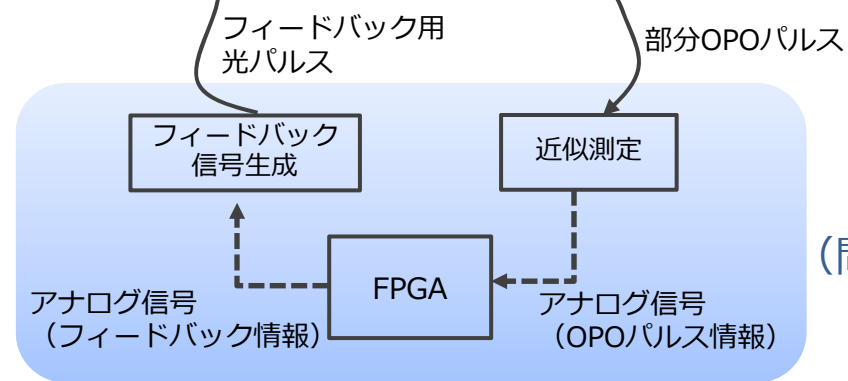 フィードバック用
光パルス
部分OPOパルス
フィードバック
信号生成
近似測定
FPGA
アナログ信号
（フィードバック情報）
アナログ信号
（OPOパルス情報）